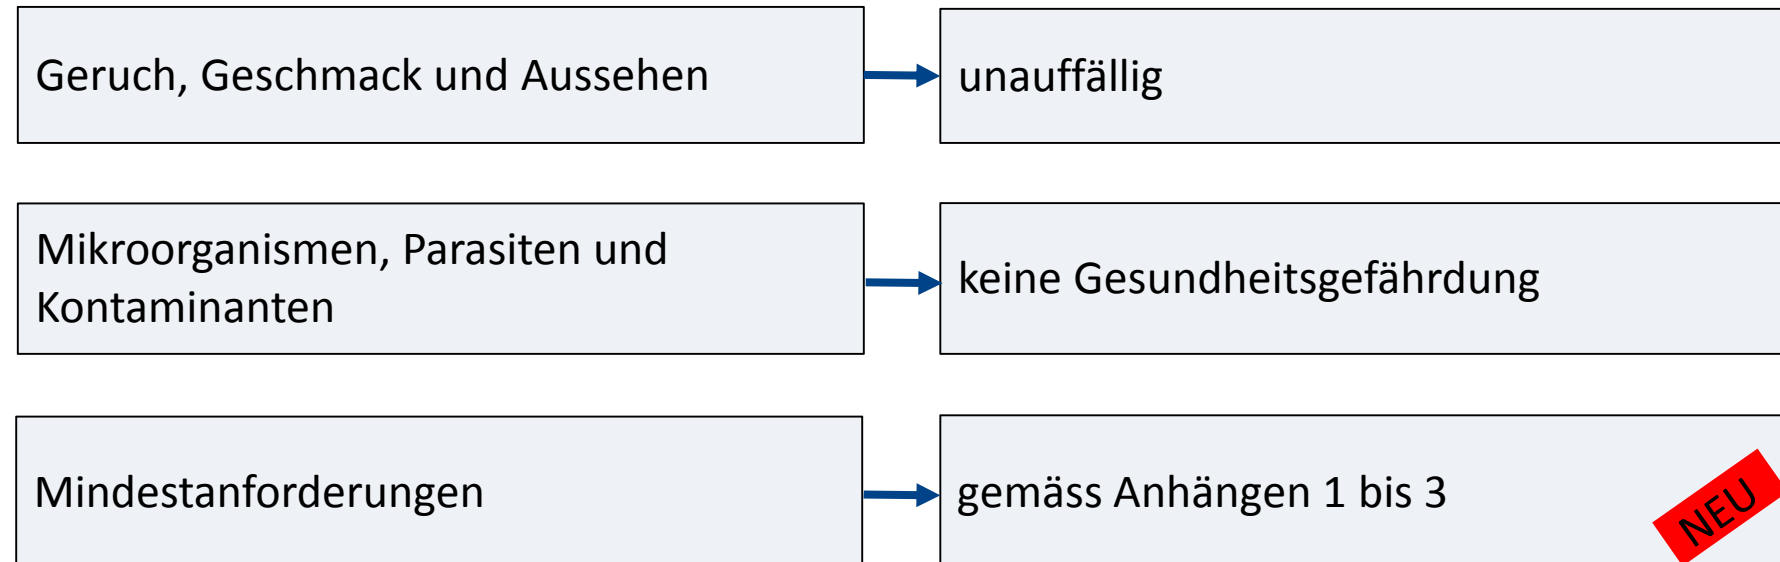 Geruch, Geschmack und Aussehen
unauffällig
Mikroorganismen, Parasiten und
Kontaminanten
keine Gesundheitsgefährdung
Mindestanforderungen
gemäss Anhängen 1 bis 3
NEU